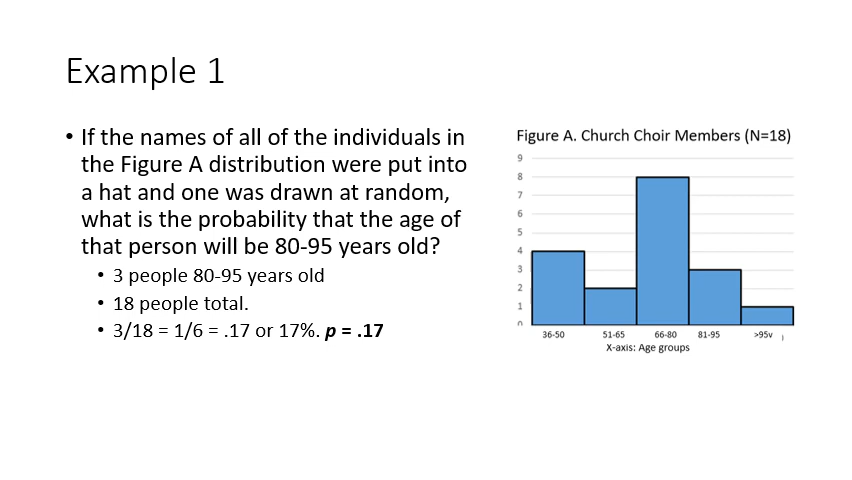 Example 1
• If the names of all of the individuals in
the Figure A distribution were put into
a hat and one was drawn at random,
what is the probability that the age of
that person will be 80-95 years old?
• 3 people 80-95 years old
• 18 people total.
• 3/18 = 1/6 = .17 or 17%. p = .17
Figure A. Church Choir Members (N=18)
9
8
7
6
5
4
3
2
1
0
36-50 51-65 66-80 81-95 >95v
X-axis: Age groups